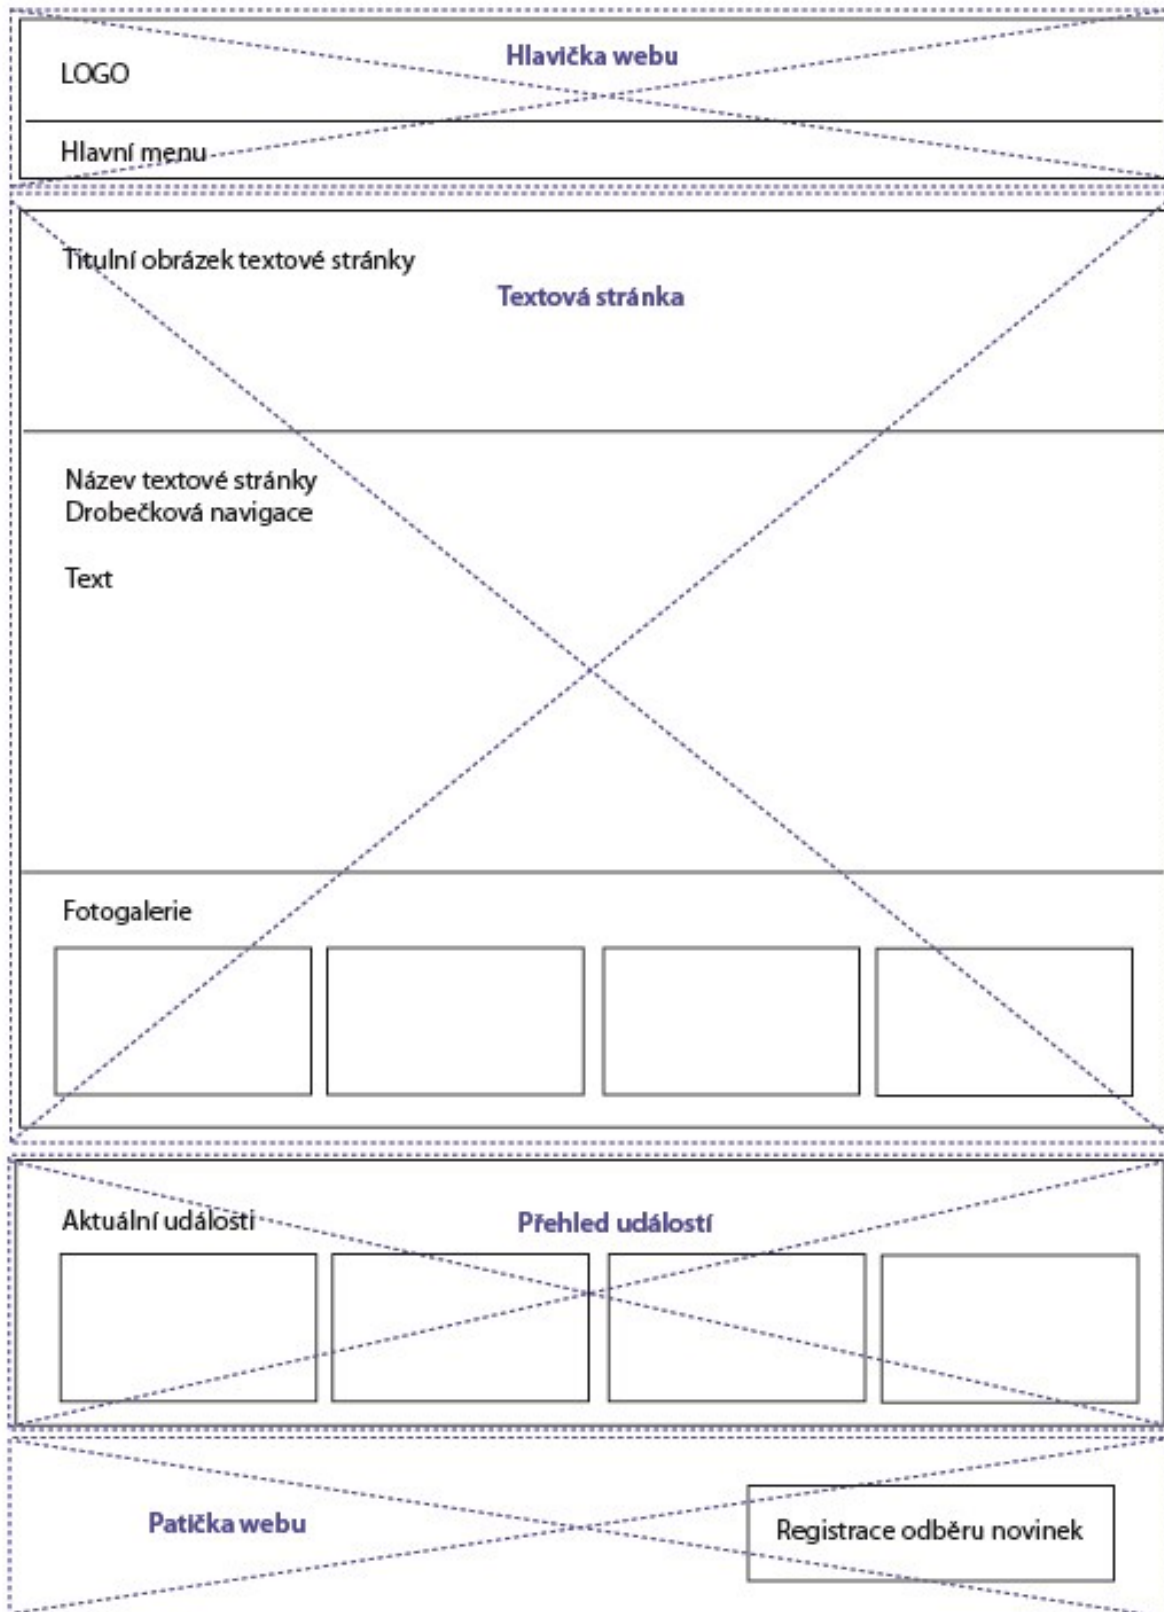 Hlavička webu
LOGO
Hlavní menu
Titulní obrázek textové stránky
Textová stránka
Název textové stránky
Drobečková navigace
Text
Fotogalerie
Aktuální události
Přehled událostí
Patička webu
Registrace odběru novinek